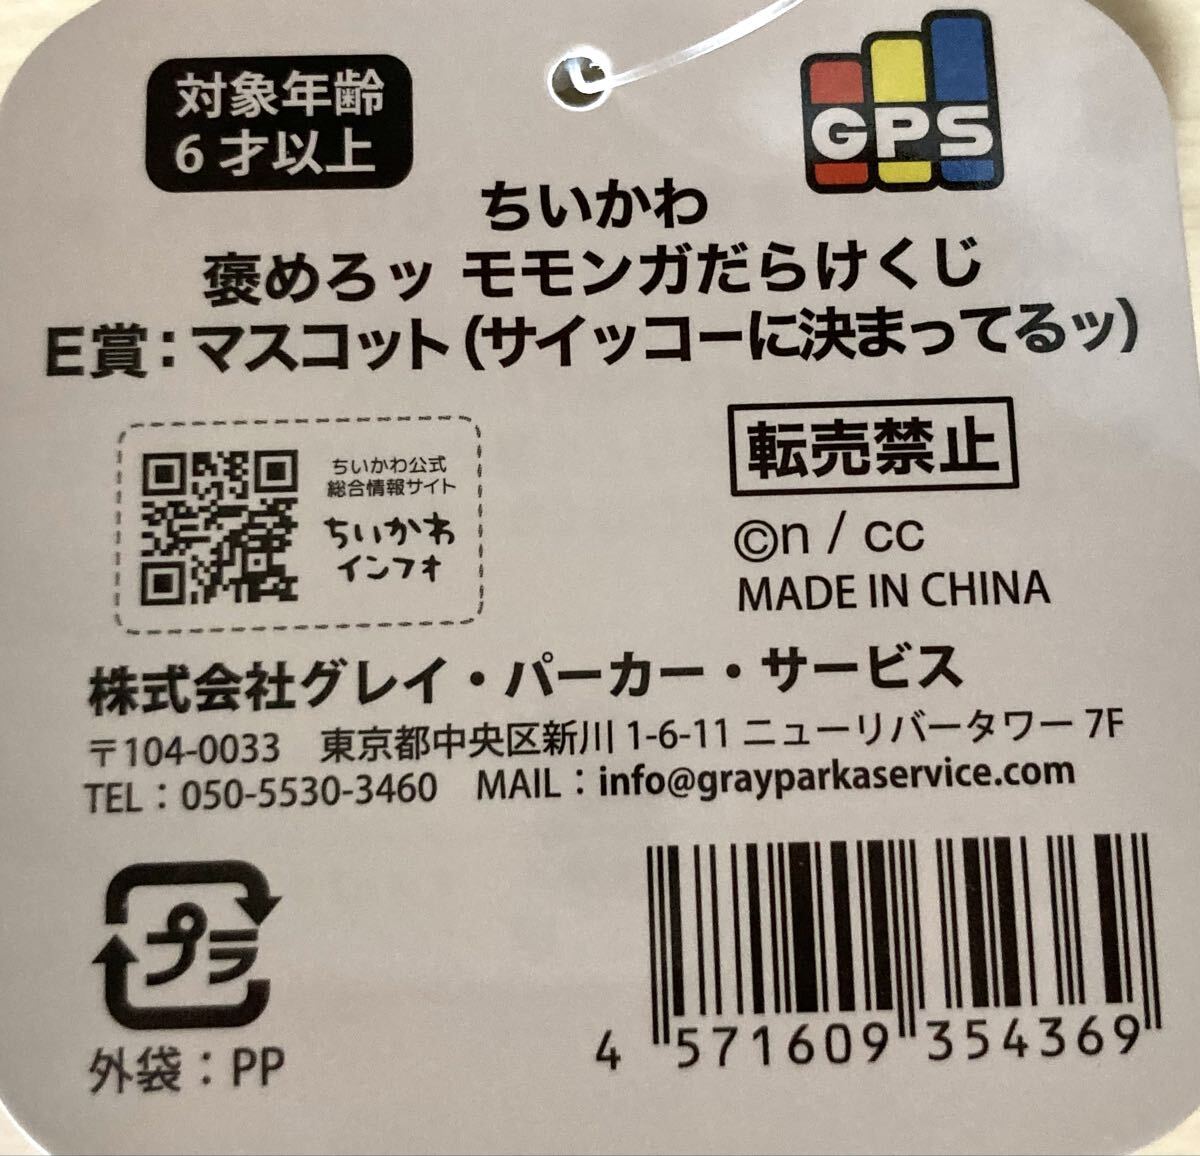 対象年齢
6才以上
GPS
ちいかわ
褒めろッ モモンガだらけくじ
E賞：マスコット(サイッコーに決まってるッ)
ちいかわ公式
総合情報サイト
ちいかわ
インフォ
転売禁止
©n / cc
MADE IN CHINA
株式会社グレイ・パーカー・サービス
〒104-0033 東京都中央区新川 1-6-11 ニューリバータワー 7F
TEL：050-5530-3460 MAIL：info@grayparkaservice.com
プラ
外袋：PP
4 571609 354369